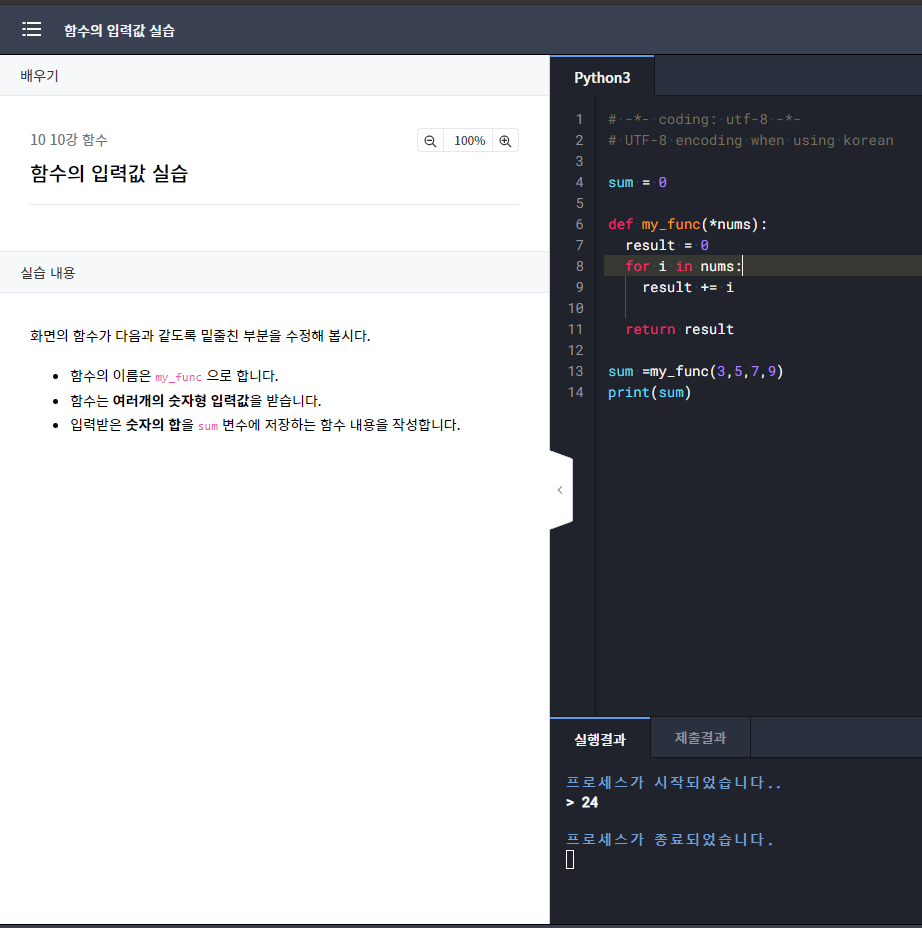 함수의 입력값 실습
배우기
10 10강 함수
100%
함수의 입력값 실습
실습 내용
화면의 함수가 다음과 같도록 밑줄친 부분을 수정해 봅시다.
• 함수의 이름은 my_func 으로 합니다.
• 함수는 여러개의 숫자형 입력값을 받습니다.
• 입력받은 숫자의 합을 sum 변수에 저장하는 함수 내용을 작성합니다.
Python3
1 # -*- coding: utf-8 -*-
2 # UTF-8 encoding when using korean
3
4 sum = 0
5
6 def my_func(*nums):
7   result = 0
8   for i in nums:
9     result += i
10
11   return result
12
13 sum =my_func(3,5,7,9)
14 print(sum)
실행결과 제출결과
프로세스가 시작되었습니다..
> 24
프로세스가 종료되었습니다.